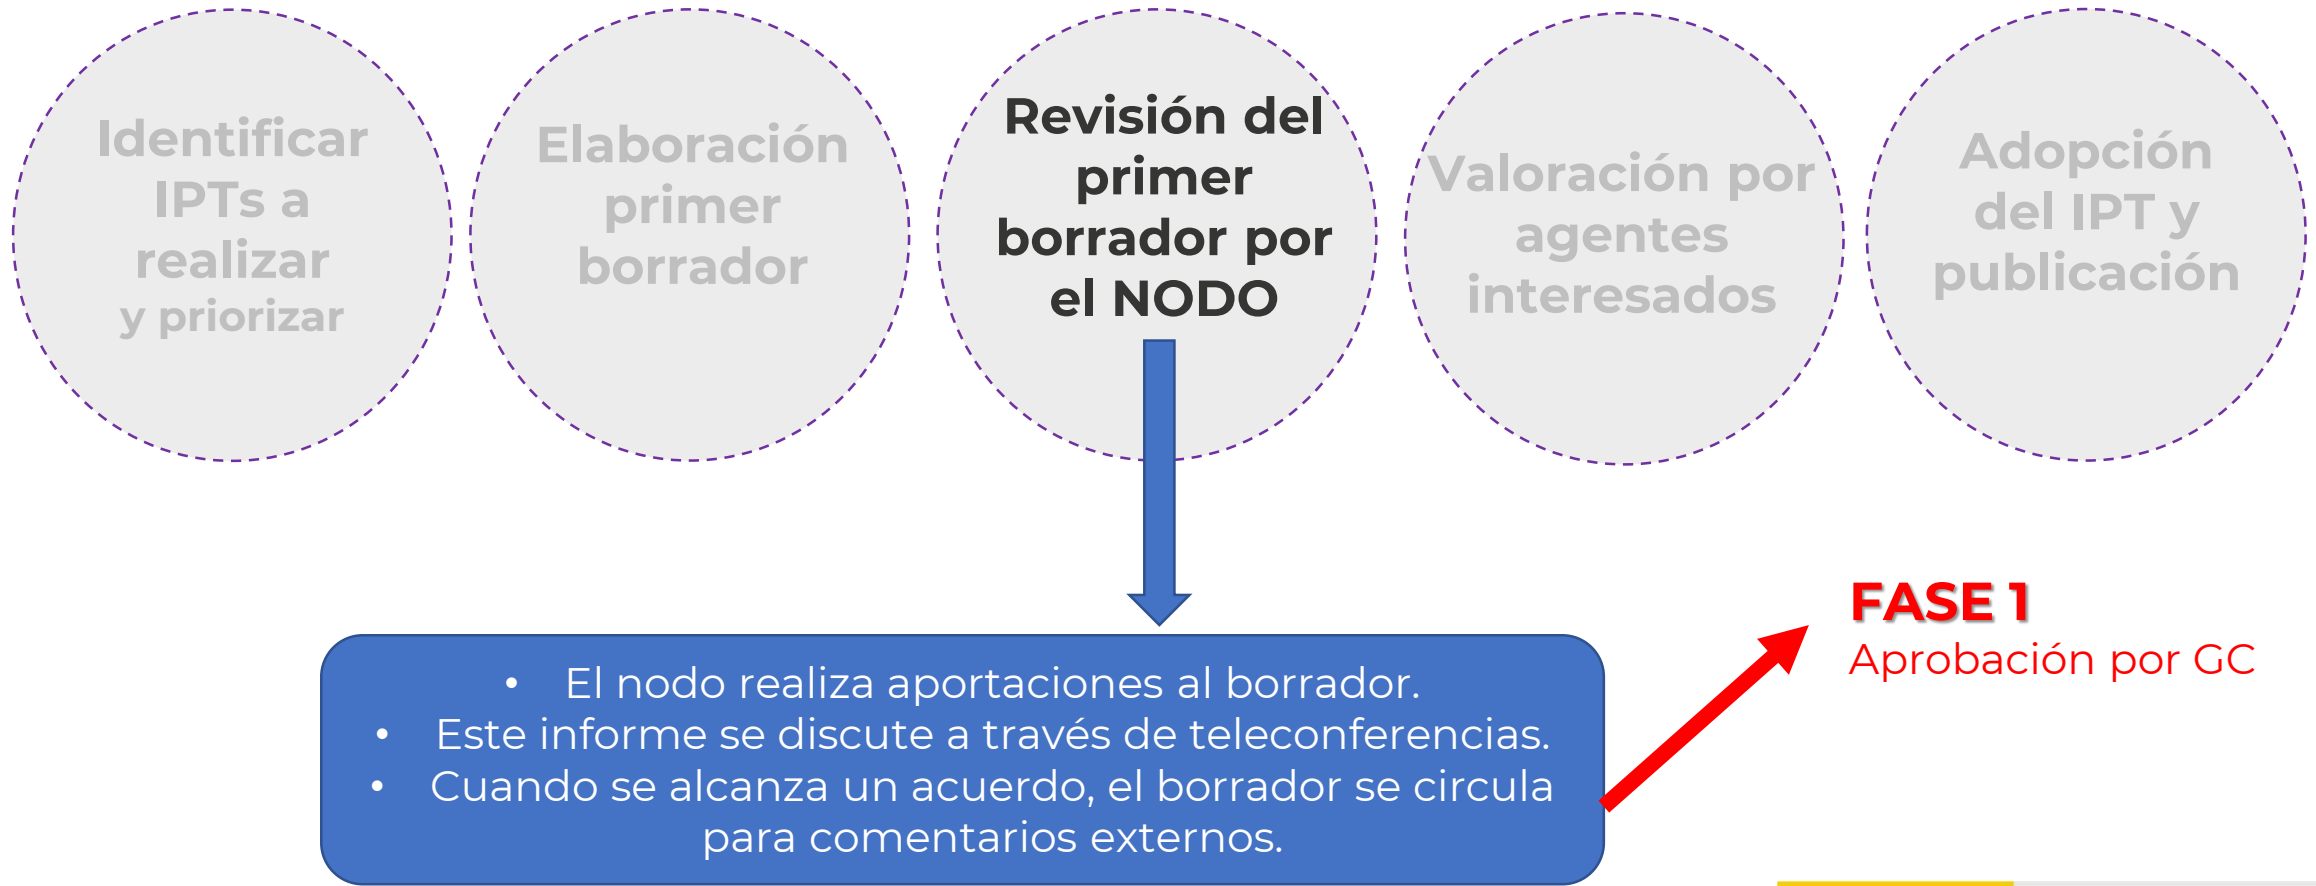 Identificar
IPTs a
realizar
y priorizar
Elaboración
primer
borrador
Revisión del
primer
borrador por
el NODO
Valoración por
agentes
interesados
Adopción
del IPT y
publicación
• El nodo realiza aportaciones al borrador.
• Este informe se discute a través de teleconferencias.
• Cuando se alcanza un acuerdo, el borrador se circula
para comentarios externos.
FASE 1
Aprobación por GC